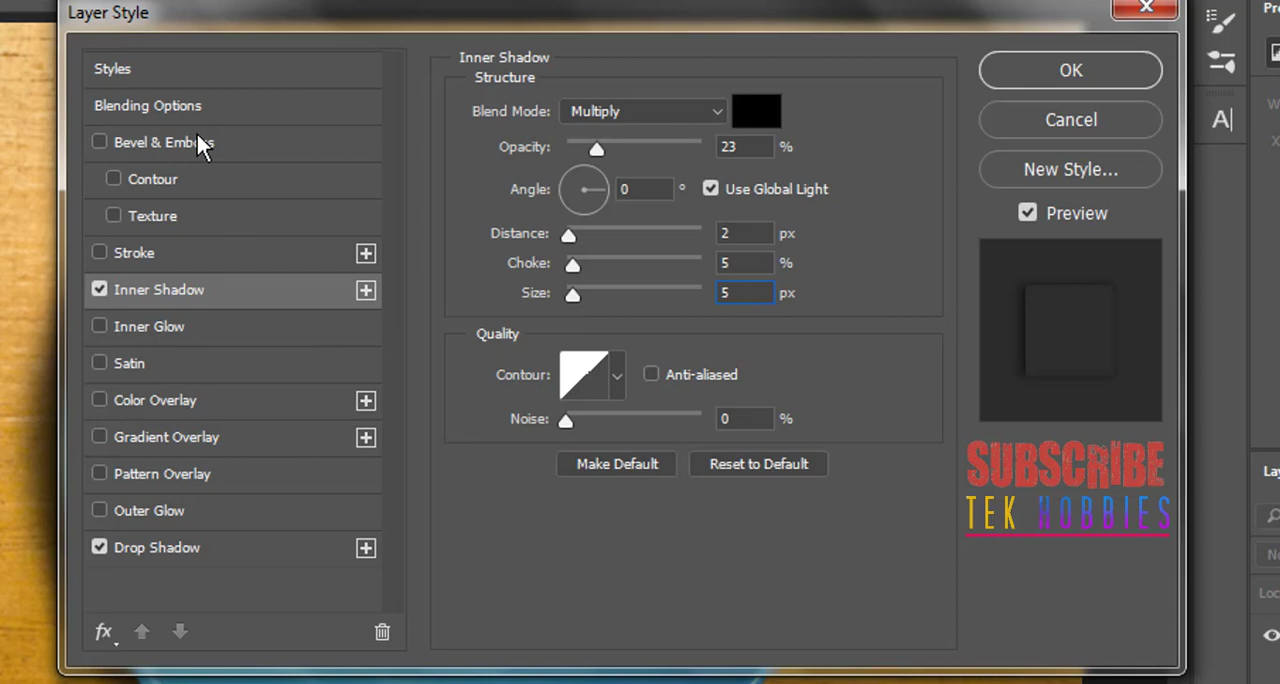 Layer Style
Styles
Blending Options
Bevel & Emboss
Contour
Texture
Stroke
Inner Shadow
Inner Glow
Satin
Color Overlay
Gradient Overlay
Pattern Overlay
Outer Glow
Drop Shadow
fx
Inner Shadow
Structure
Blend Mode: Multiply
Opacity: 23 %
Angle: 0 ° Use Global Light
Distance: 2 px
Choke: 5 %
Size: 5 px
Quality
Contour: Anti-aliased
Noise: 0 %
Make Default Reset to Default
OK
Cancel
New Style...
Preview
SUBSCRIBE
TEK HOBBIES
A|